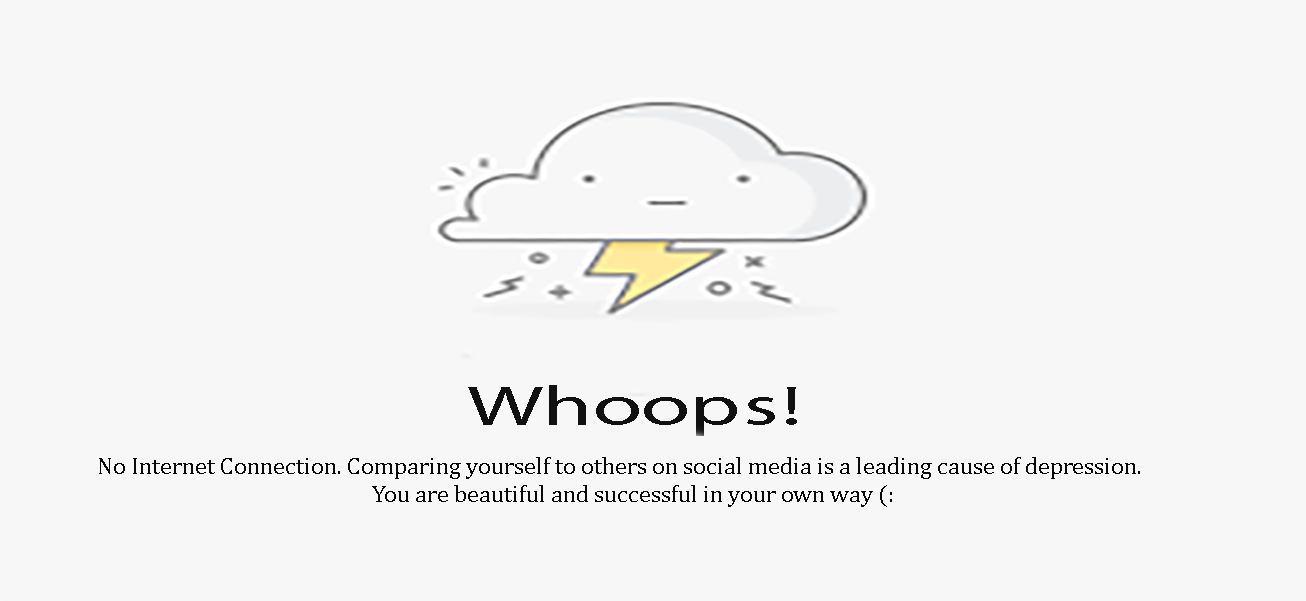 Whoops!
No Internet Connection. Comparing yourself to others on social media is a leading cause of depression.
You are beautiful and successful in your own way (: